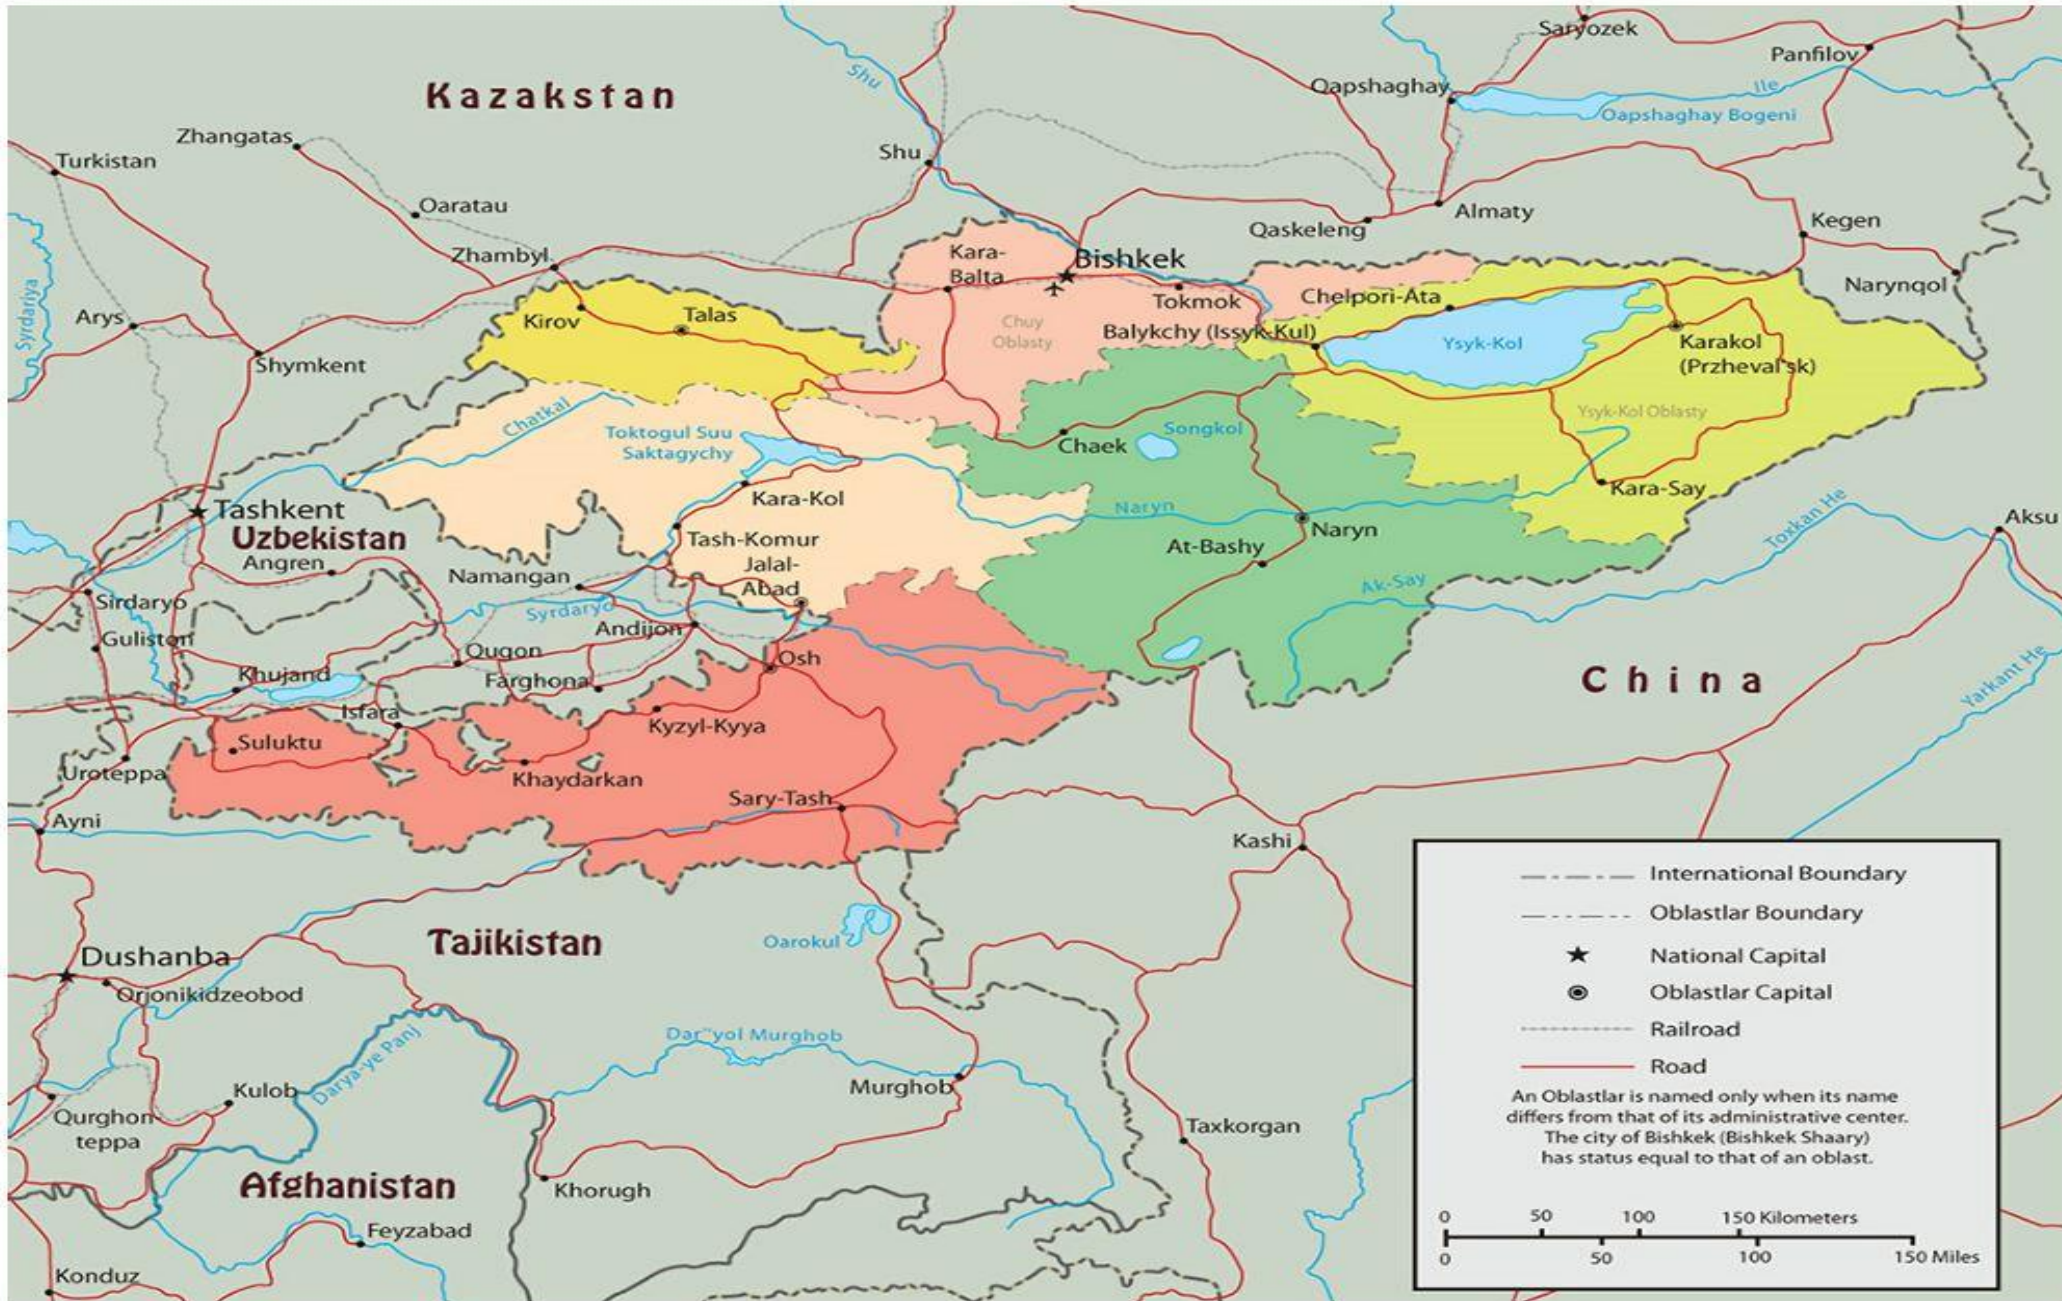 Kazakstan
Shu
Saryozek
Panfilov
Qapshaghay
Ile
Oapshaghay Bogeni
Zhangatas
Turkistan
Shu
Oaratau
Almaty
Qaskeleng
Kegen
Zhambyl
Kara-
Balta
Bishkek
Narynqol
Syrdariya
Arys
Kirov
Talas
Tokmok
Chelpori-Ata
Chuy
Oblasty
Balykchy (Issyk-Kul)
Ysyk-Kol
Karakol
(Przheval'sk)
Shymkent
Chatkal
Ysyk-Kol Oblasty
Toktogul Suu
Saktagychy
Songkol
Chaek
Kara-Kol
Kara-Say
Tashkent
Naryn
Naryn
Toxkan He
Aksu
Uzbekistan
Tash-Komur
At-Bashy
Angren
Namangan
Jalal-
Abad
Ak-Say
Sirdaryo
Syrdaryo
Guliston
Andijon
Qugon
Osh
Khujand
Farghona
China
Yarkant He
Isfara
Kyzyl-Kyya
Suluktu
Uroteppa
Khaydarkan
Sary-Tash
Ayni
Kashi
Tajikistan
Oarokul
Dushanba
Orjonikidzeobod
Dar"yol Murghob
Darya-ye Panj
Kulob
Murghob
Qurghon
teppa
Taxkorgan
Afghanistan
Khorugh
Feyzabad
Konduz
International Boundary
Oblastlar Boundary
National Capital
Oblastlar Capital
Railroad
Road
An Oblastlar is named only when its name
differs from that of its administrative center.
The city of Bishkek (Bishkek Shaary)
has status equal to that of an oblast.
0 50 100 150 Kilometers
0 50 100 150 Miles